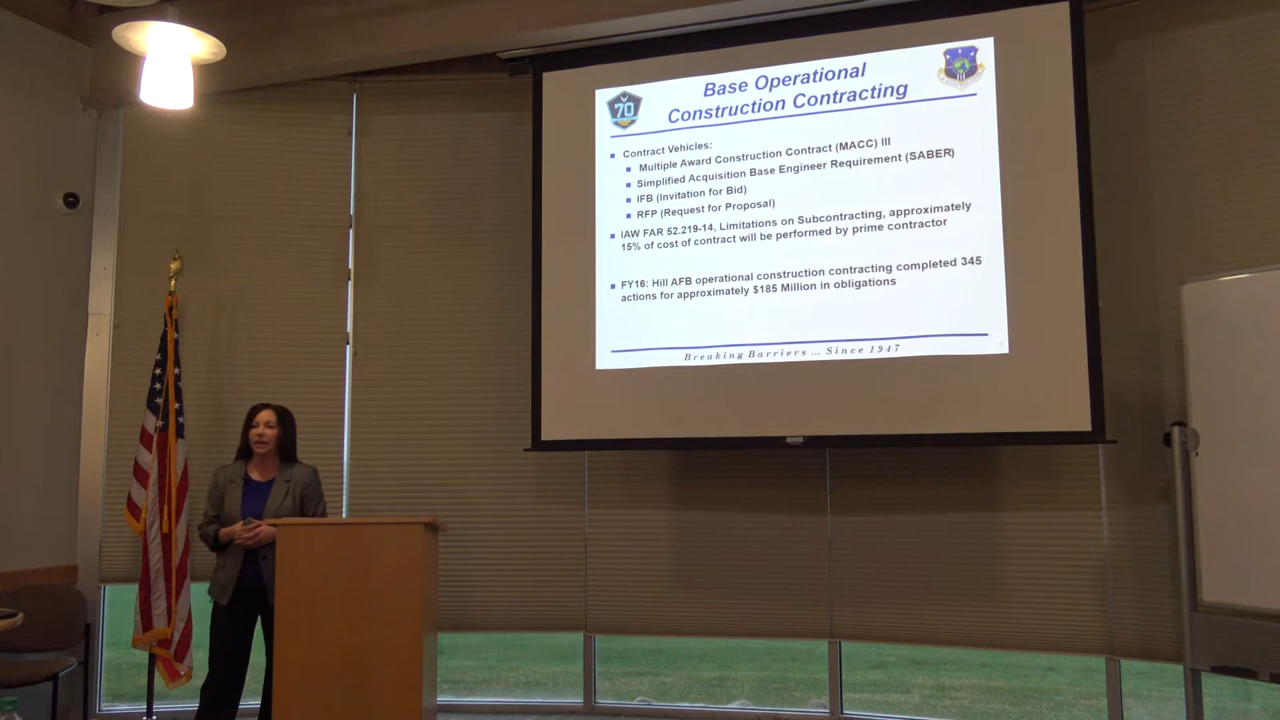 Base Operational
Construction Contracting
70
Contract Vehicles:
Multiple Award Construction Contract (MACC) III
Simplified Acquisition Base Engineer Requirement (SABER)
IFB (Invitation for Bid)
RFP (Request for Proposal)
IAW FAR 52.219-14, Limitations on Subcontracting, approximately
15% of cost of contract will be performed by prime contractor
FY16: Hill AFB operational construction contracting completed 345
actions for approximately $185 Million in obligations
Breaking Barriers ... Since 1947